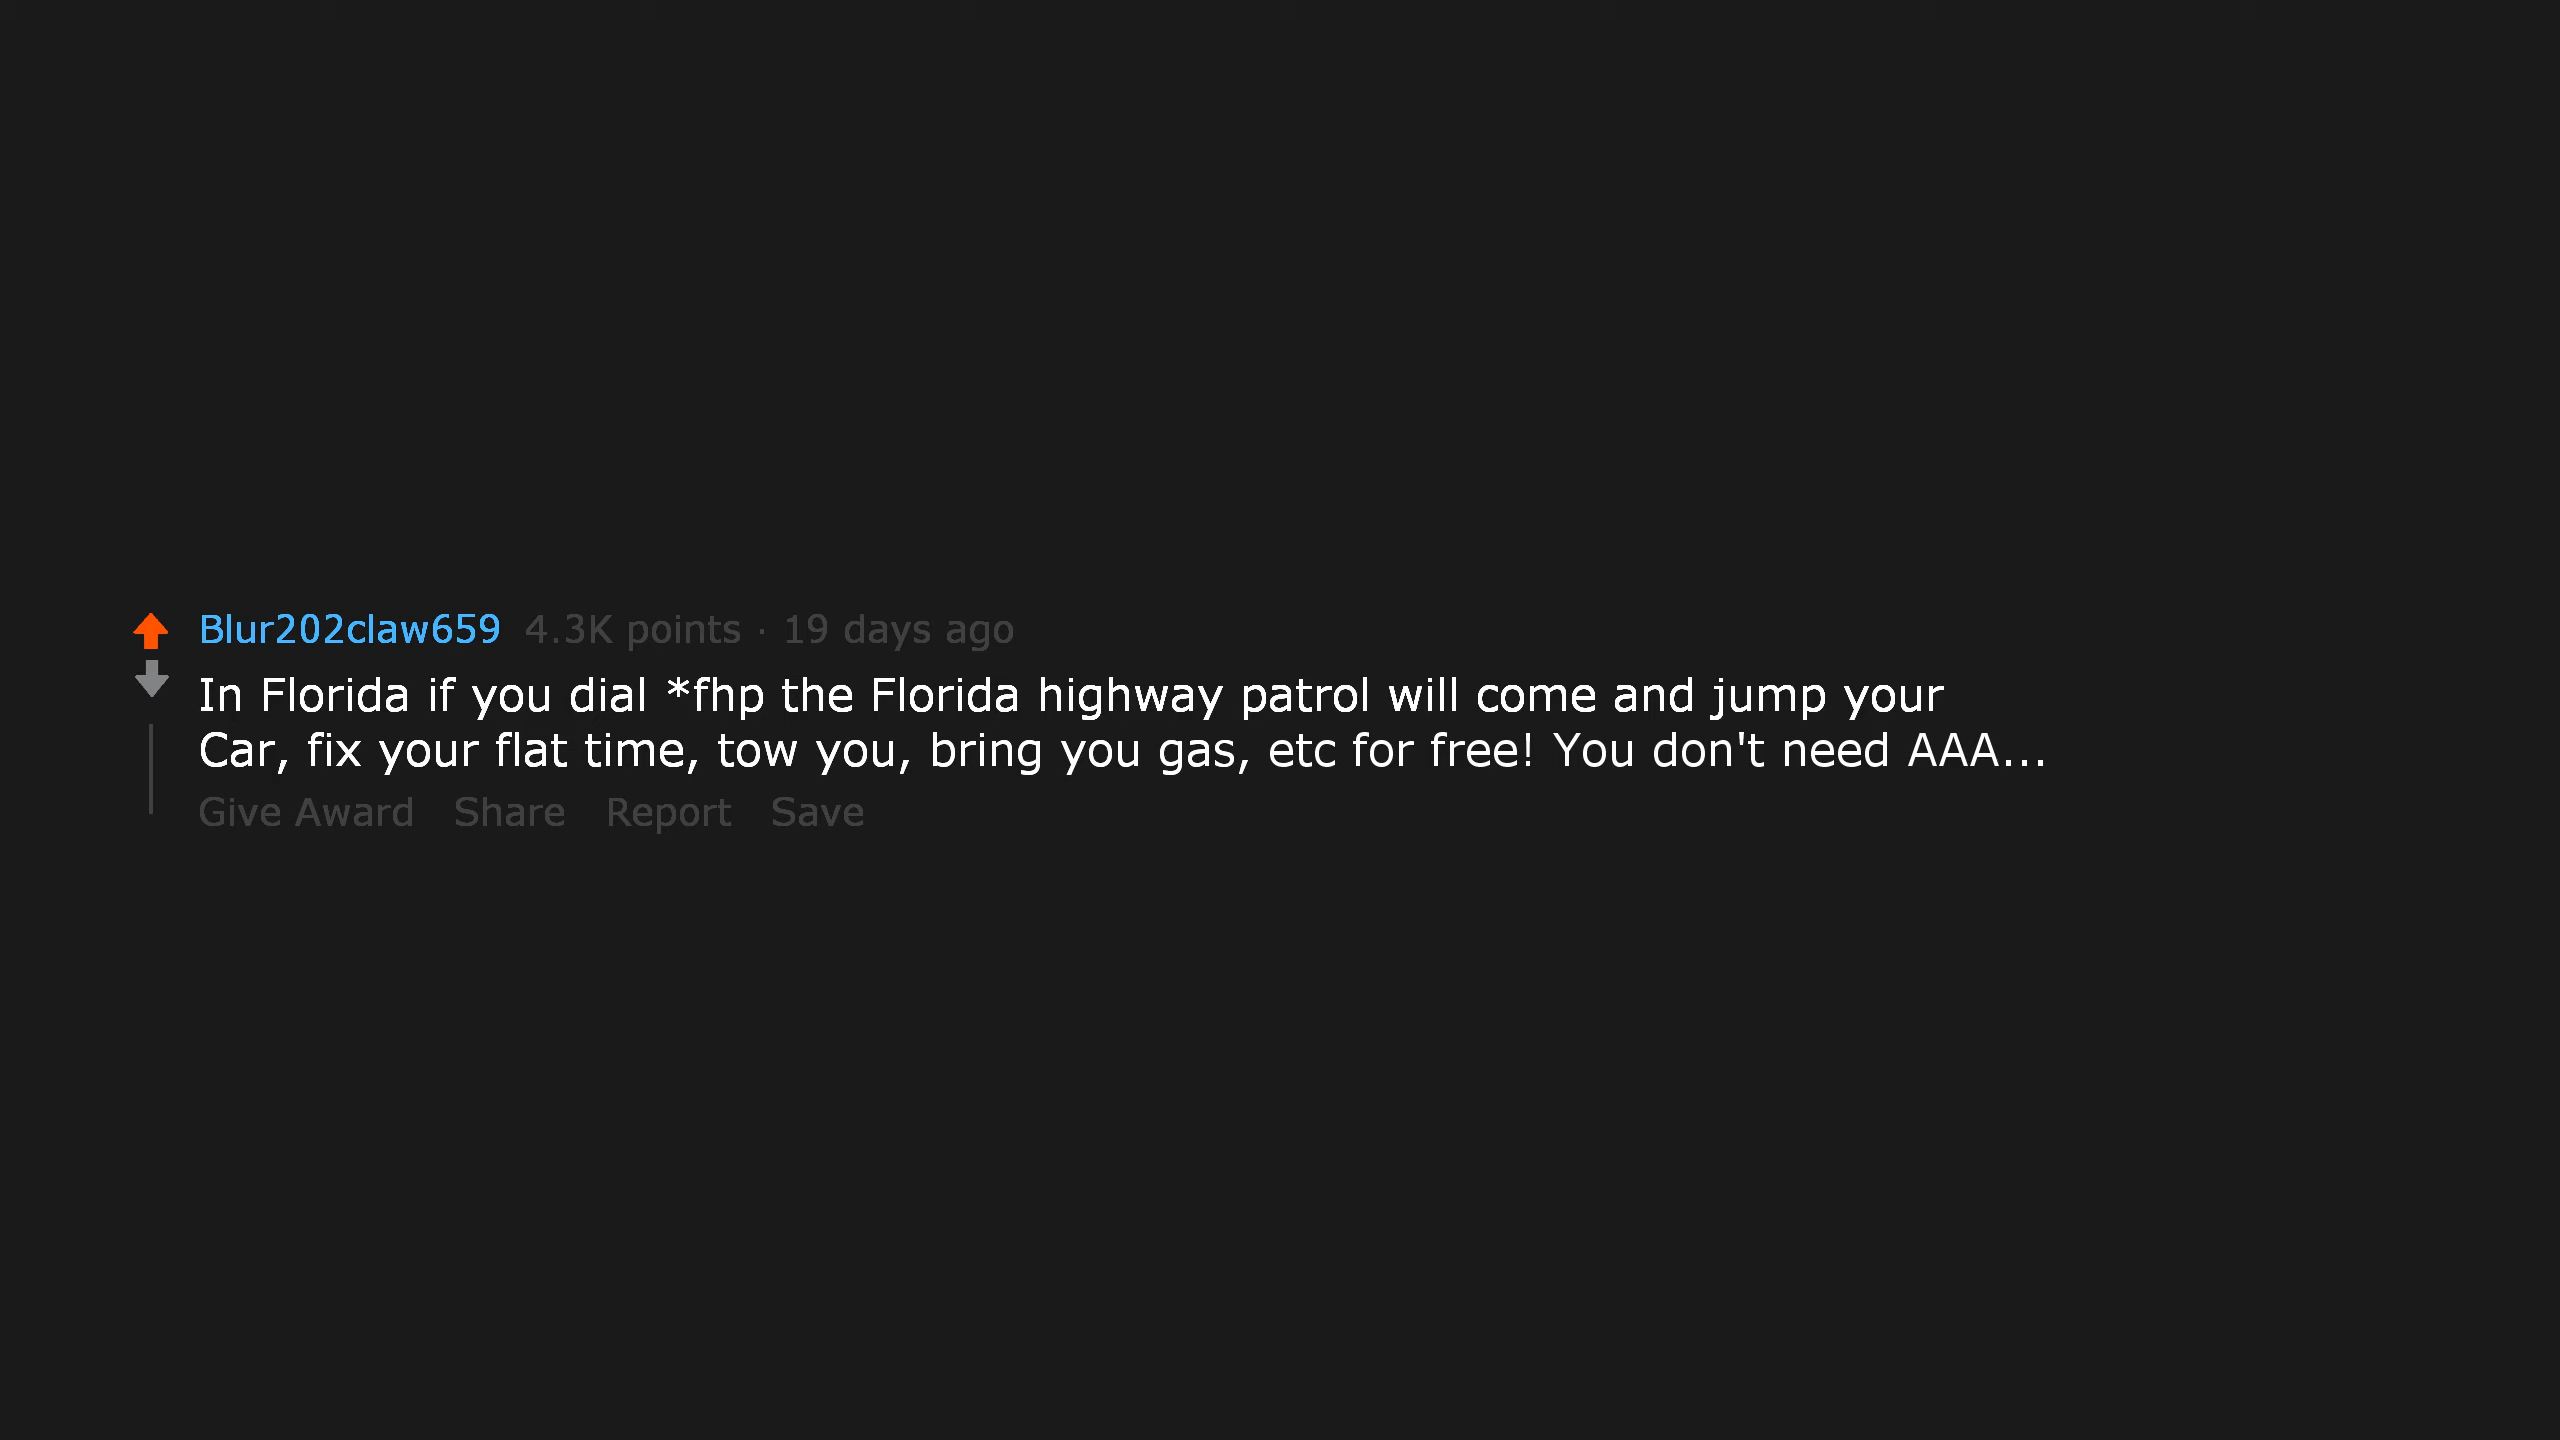 Blur202claw659 4.3K points · 19 days ago
In Florida if you dial *fhp the Florida highway patrol will come and jump your
Car, fix your flat time, tow you, bring you gas, etc for free! You don't need AAA...
Give Award Share Report Save